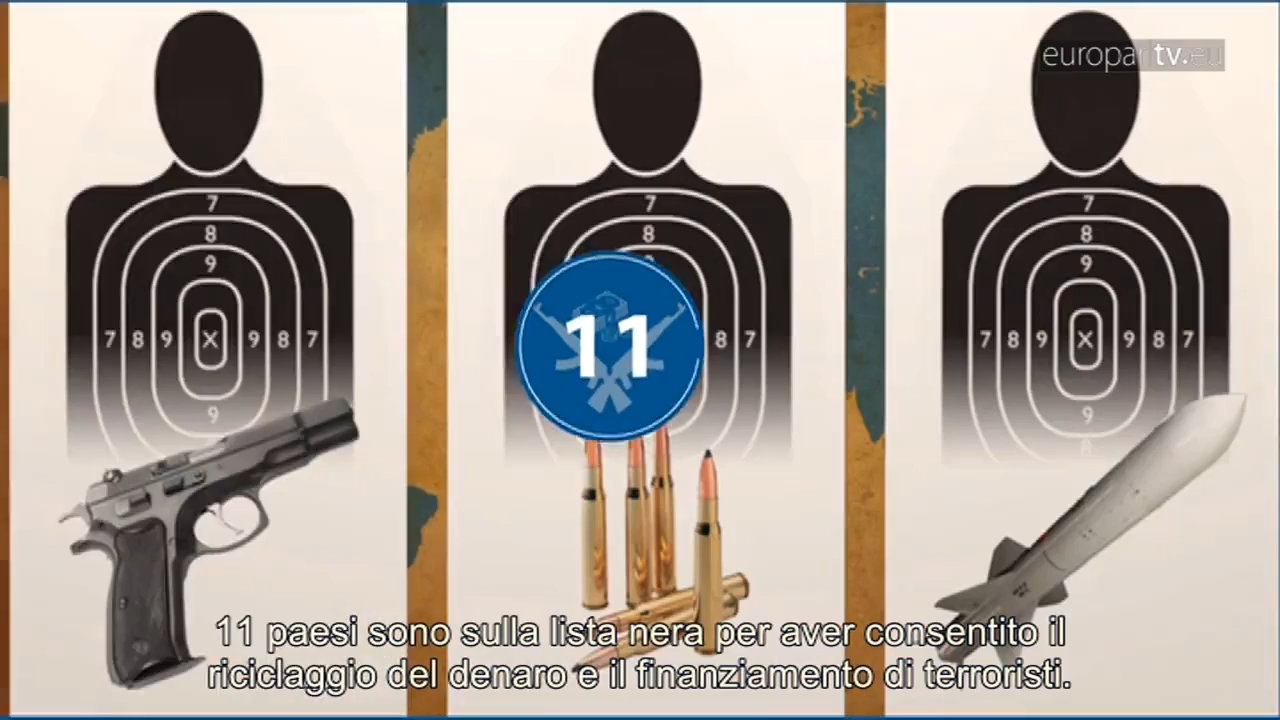 europartv.eu
7
8
9
7 8 9 X 9 8 7
9
7
8
9
11
8 7
7
8
9
7 8 9 X 9 8 7
9
8
11 paesi sono sulla lista nera per aver consentito il
riciclaggio del denaro e il finanziamento di terroristi.